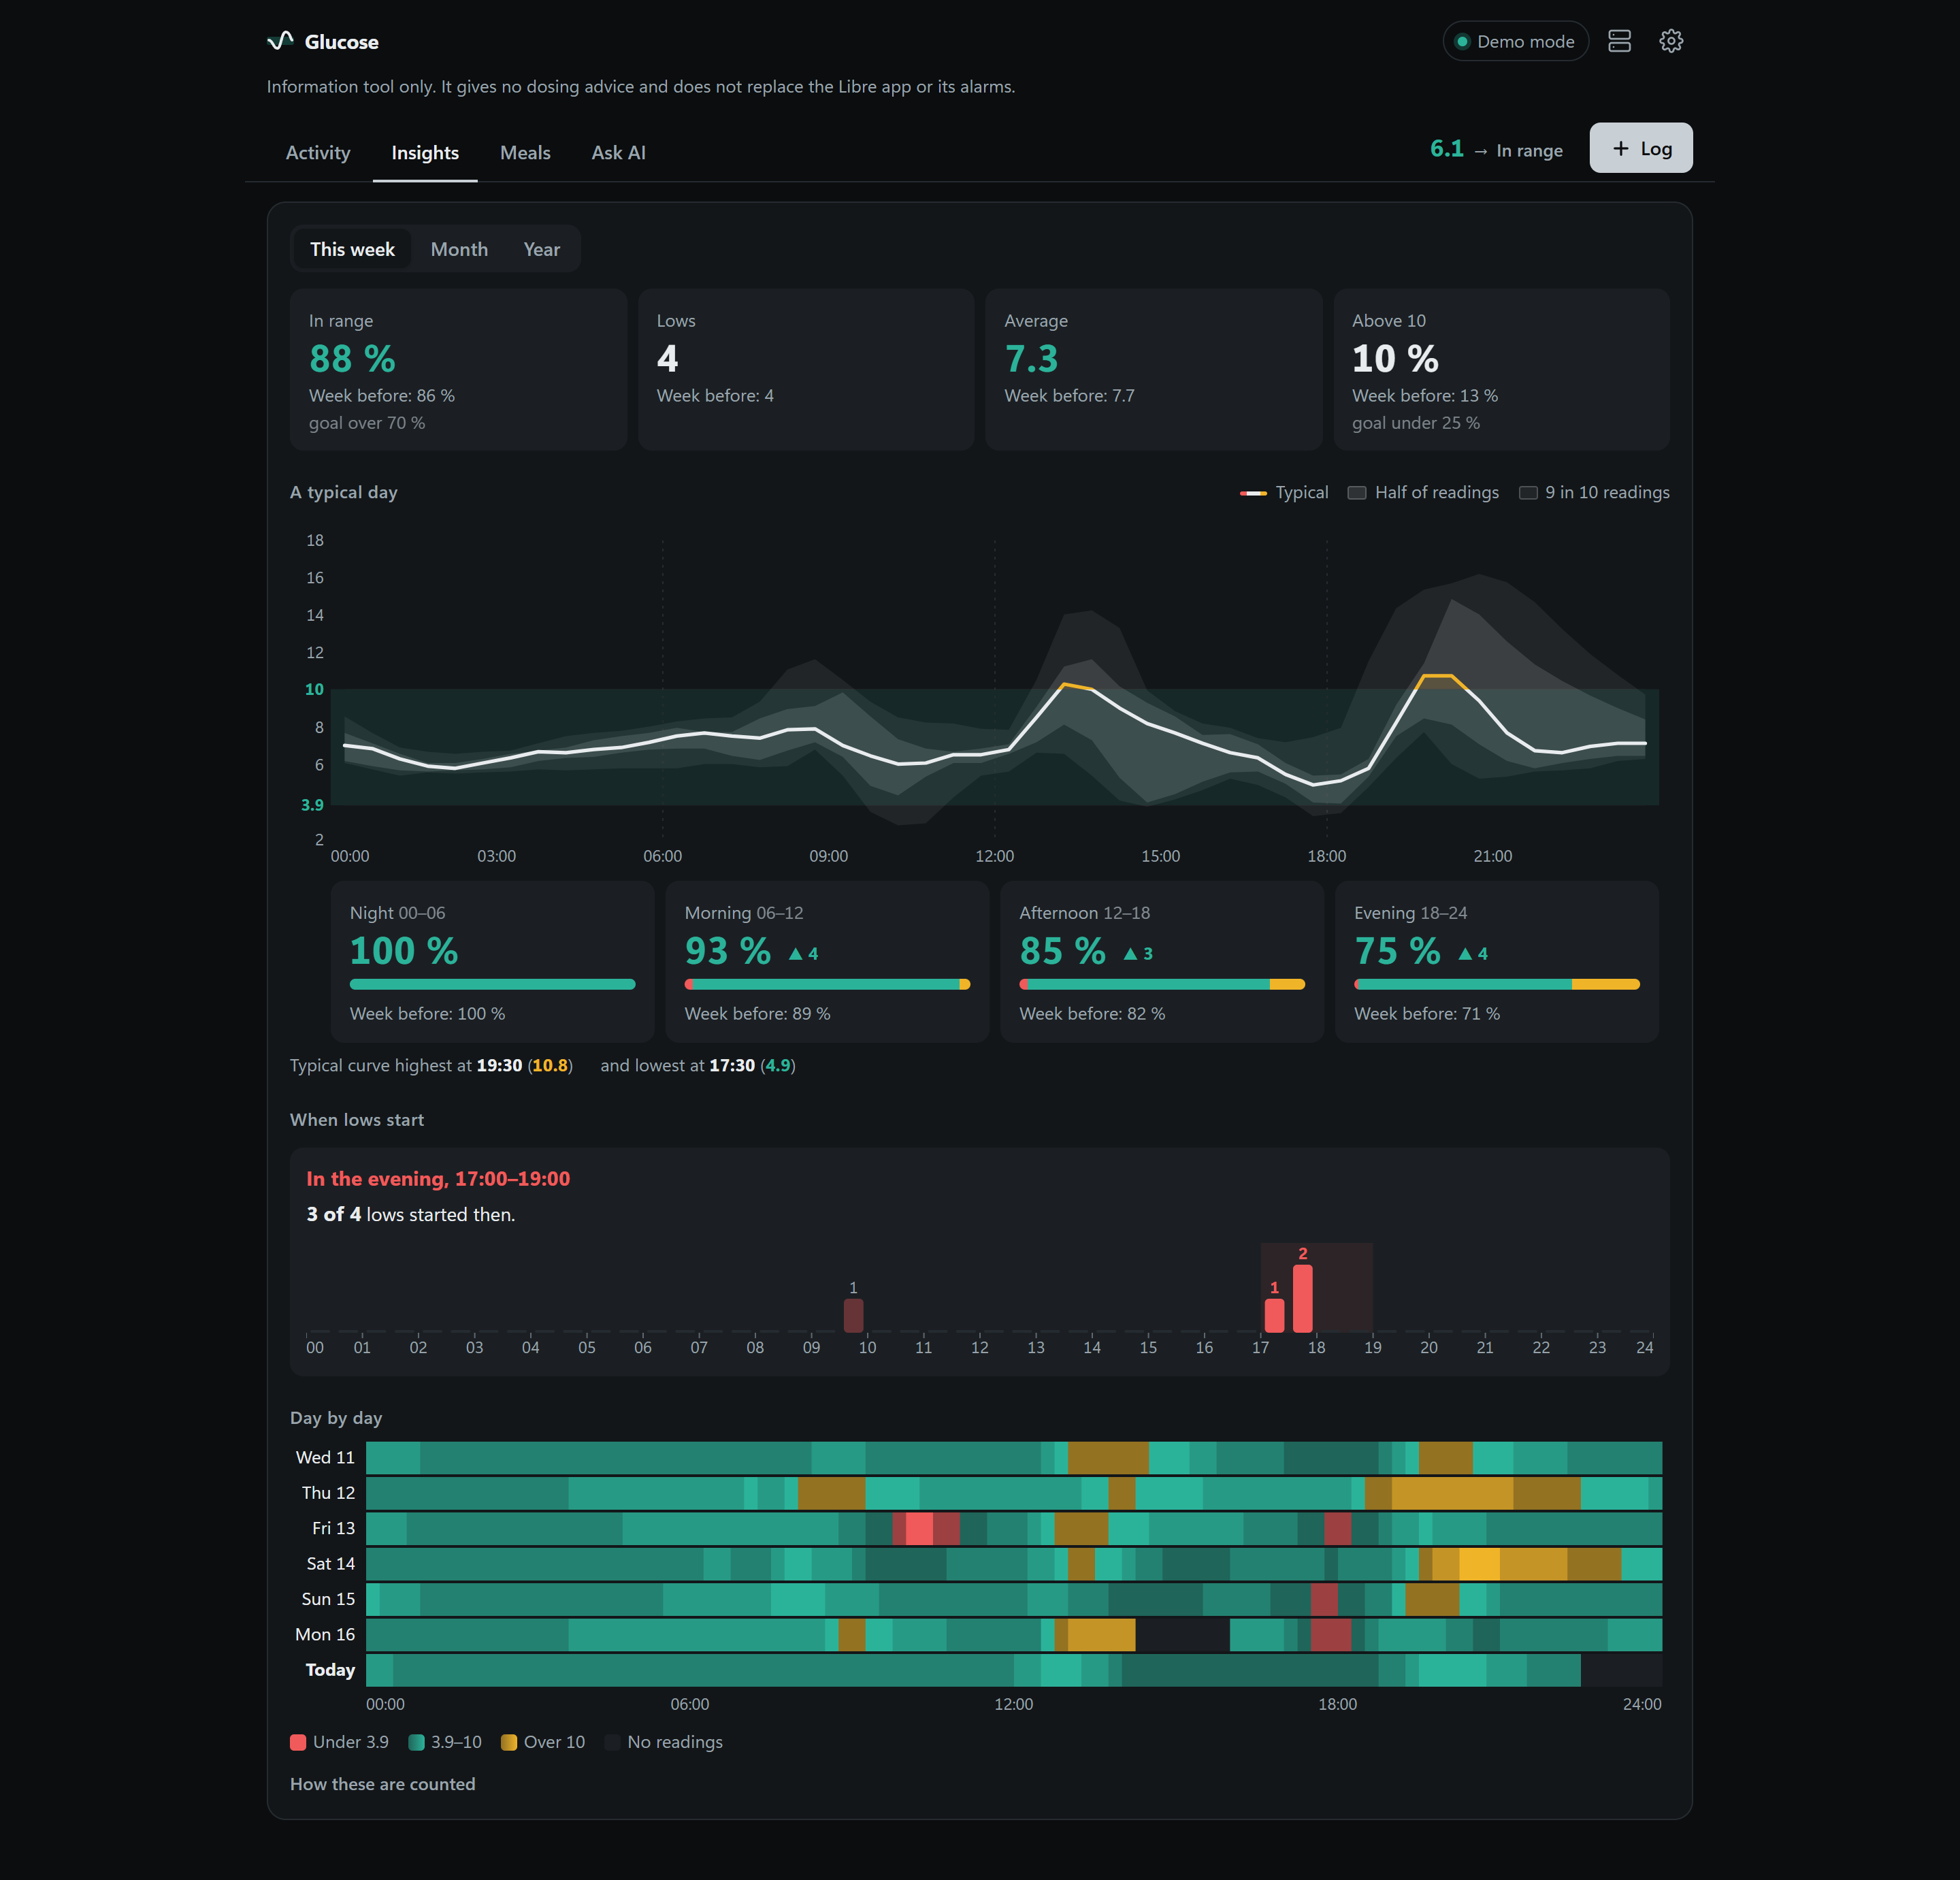 Glucose
Demo mode
Information tool only. It gives no dosing advice and does not replace the Libre app or its alarms.
Activity Insights Meals Ask AI
6.1 → In range
+ Log
This week Month Year
In range
88 %
Week before: 86 %
goal over 70 %
Lows
4
Week before: 4
Average
7.3
Week before: 7.7
Above 10
10 %
Week before: 13 %
goal under 25 %
A typical day
Typical Half of readings 9 in 10 readings
18
16
14
12
10
8
6
3.9
2
00:00 03:00 06:00 09:00 12:00 15:00 18:00 21:00
Night 00–06
100 %
Week before: 100 %
Morning 06–12
93 % ▲ 4
Week before: 89 %
Afternoon 12–18
85 % ▲ 3
Week before: 82 %
Evening 18–24
75 % ▲ 4
Week before: 71 %
Typical curve highest at 19:30 (10.8) and lowest at 17:30 (4.9)
When lows start
In the evening, 17:00–19:00
3 of 4 lows started then.
1
1
2
00 01 02 03 04 05 06 07 08 09 10 11 12 13 14 15 16 17 18 19 20 21 22 23 24
Day by day
Wed 11
Thu 12
Fri 13
Sat 14
Sun 15
Mon 16
Today
00:00 06:00 12:00 18:00 24:00
Under 3.9 3.9–10 Over 10 No readings
How these are counted